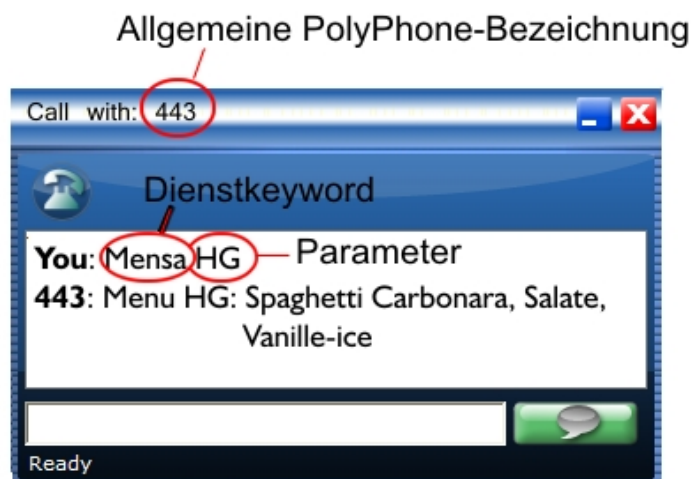 Allgemeine PolyPhone-Bezeichnung
Call with: 443
Dienstkeyword
You: Mensa HG Parameter
443: Menu HG: Spaghetti Carbonara, Salate,
Vanille-ice
Ready